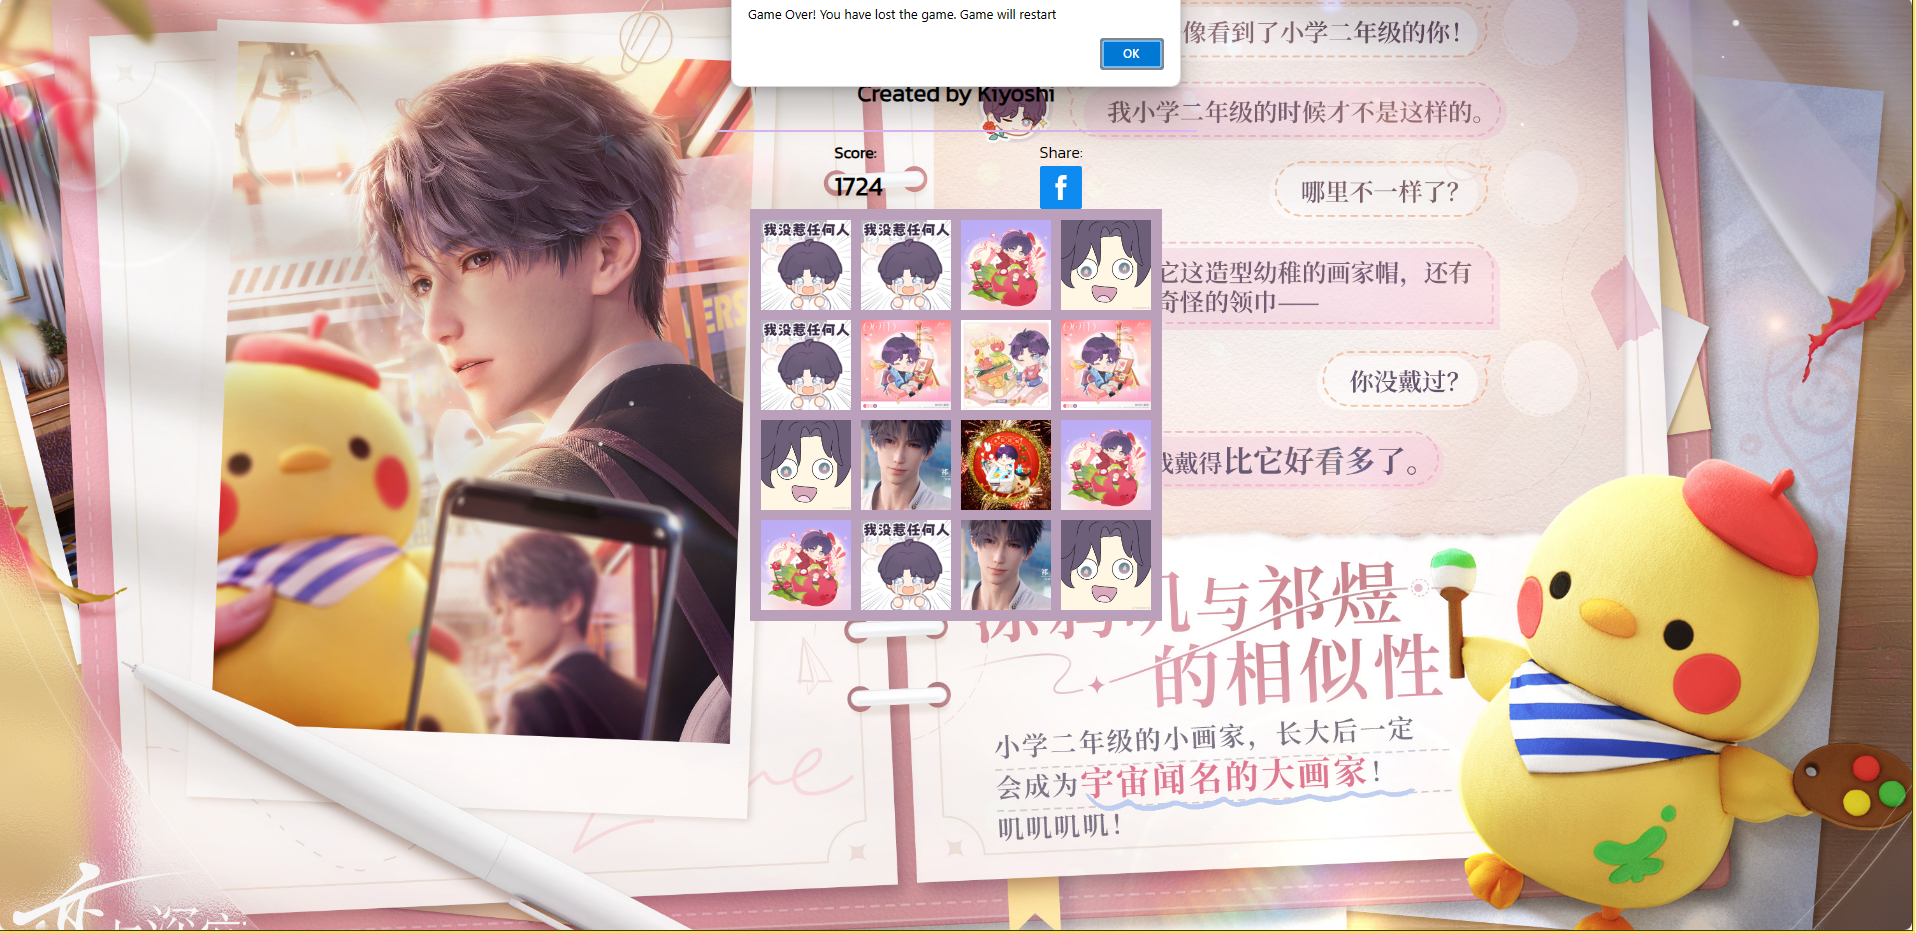 Game Over! You have lost the game. Game will restart
OK
Created by Kiyoshi
Score:
1724
Share:
f
我没惹任何人
我没惹任何人
我没惹任何人
我没惹任何人
像看到了小学二年级的你！
我小学二年级的时候才不是这样的。
哪里不一样了？
这造型幼稚的画家帽，还有
奇怪的领巾——
你没戴过？
戴得比它好看多了。
叽与祁煜
的相似性
小学二年级的小画家，长大后一定
会成为宇宙闻名的大画家！
叽叽叽叽！